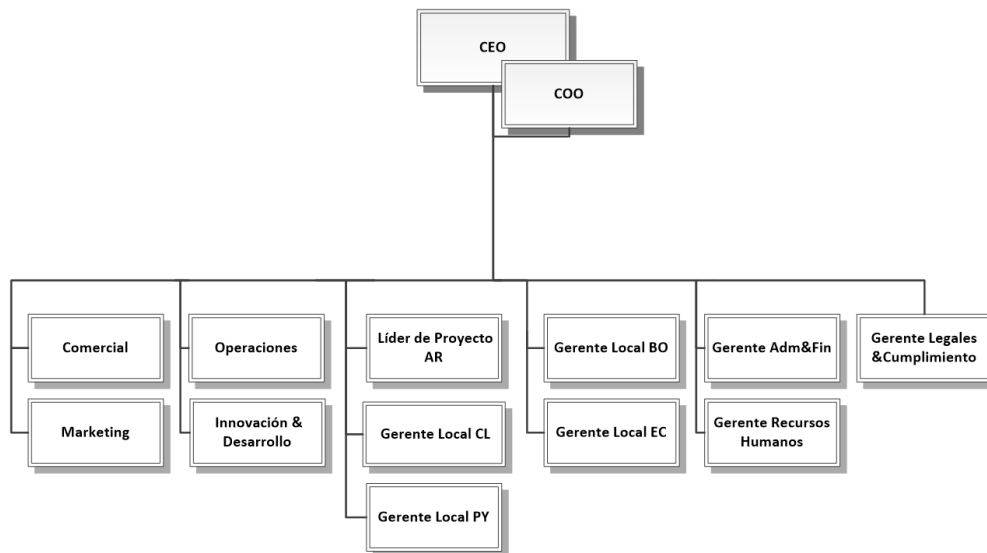 CEO
COO
Comercial
Operaciones
Líder de Proyecto
AR
Gerente Local BO
Gerente Adm&Fin
Gerente Legales
&Cumplimiento
Marketing
Innovación &
Desarrollo
Gerente Local CL
Gerente Local EC
Gerente Recursos
Humanos
Gerente Local PY